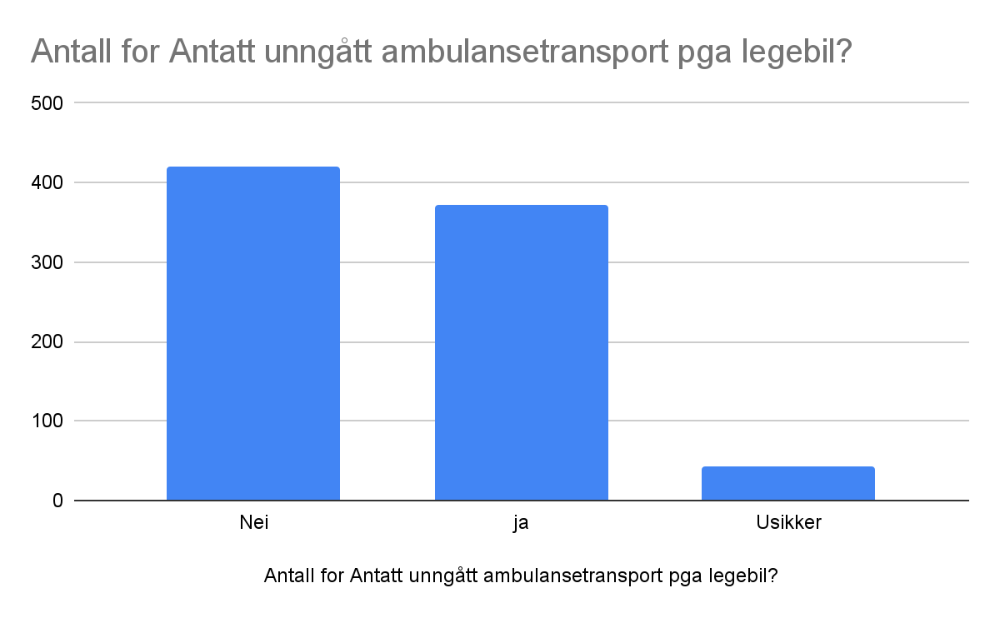 Antall for Antatt unngått ambulansetransport pga legebil?
500
400
300
200
100
0
Nei
ja
Usikker
Antall for Antatt unngått ambulansetransport pga legebil?